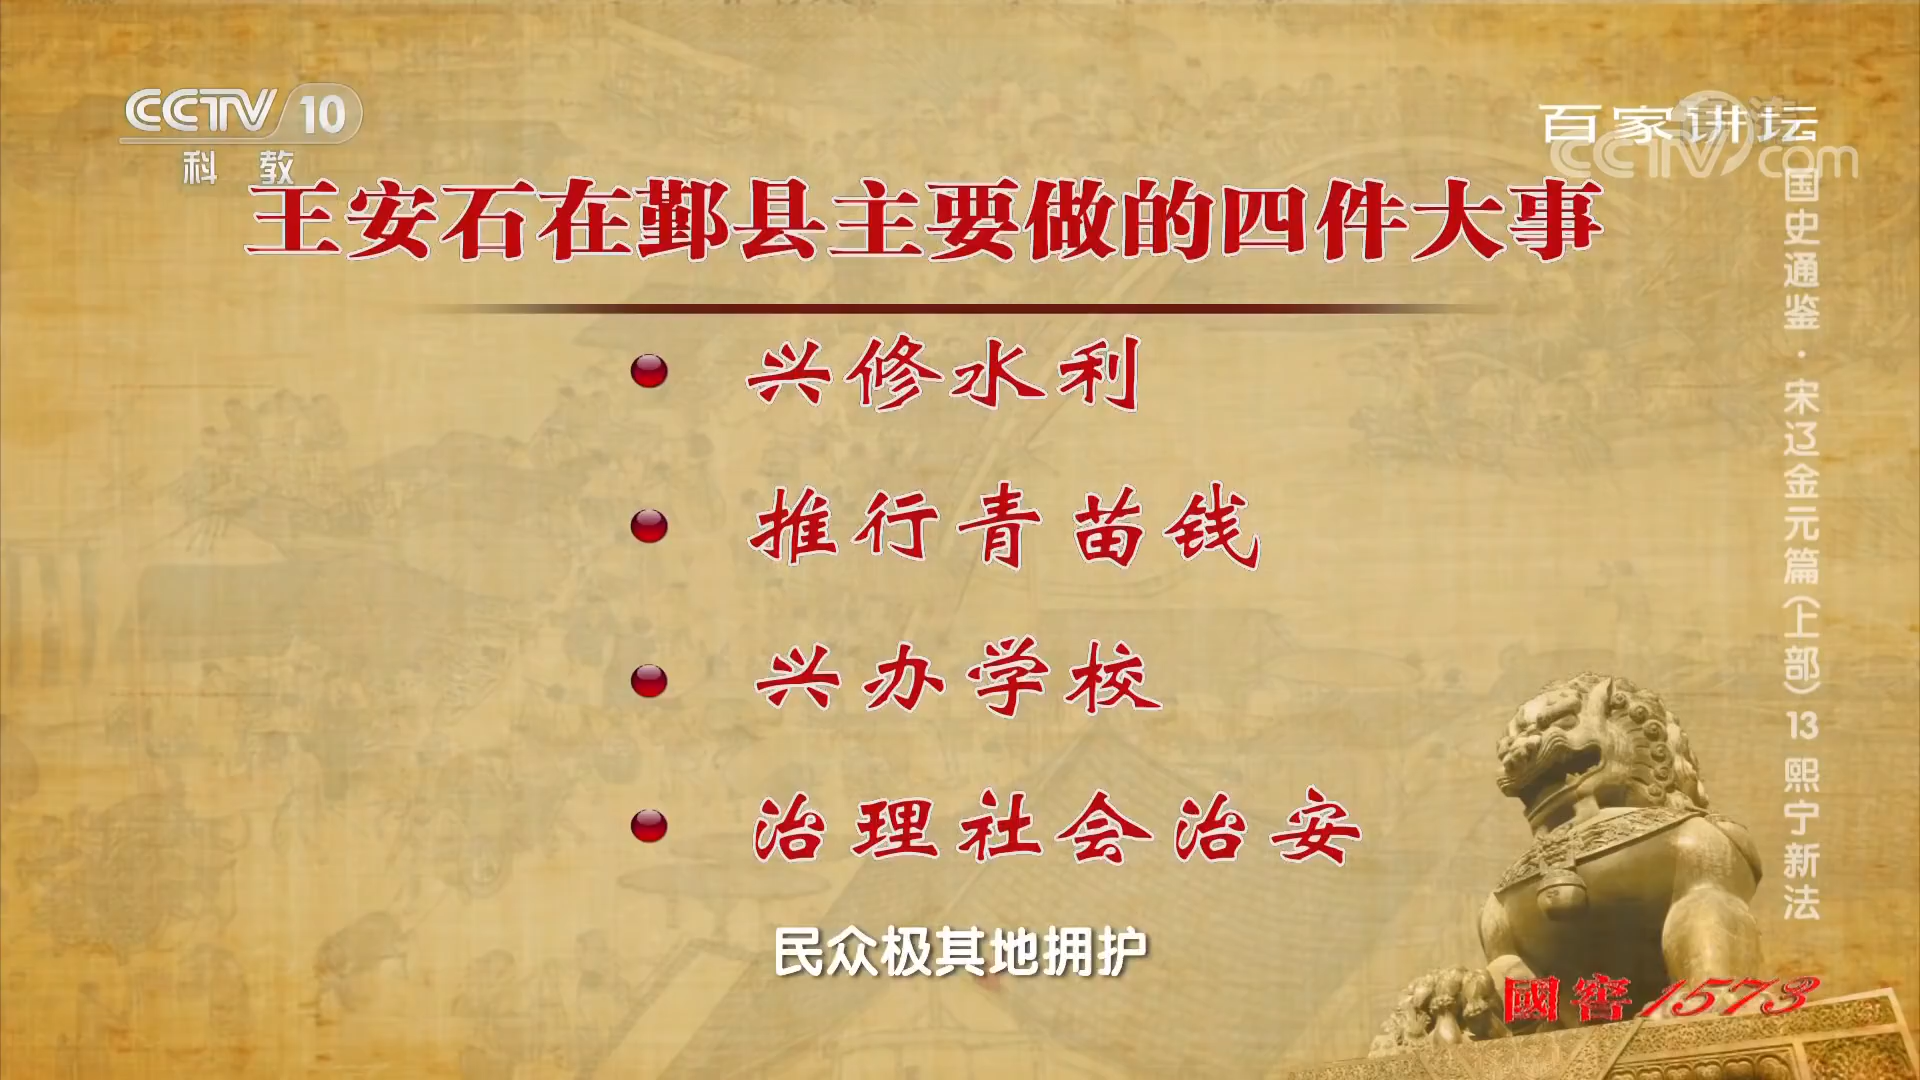 CCTV 10
科 教
百家讲坛
CCTV.com
王安石在鄞县主要做的四件大事
兴修水利
推行青苗钱
兴办学校
治理社会治安
民众极其地拥护
国史通鉴·宋辽金元篇(上部)13 熙宁新法
國窖1573